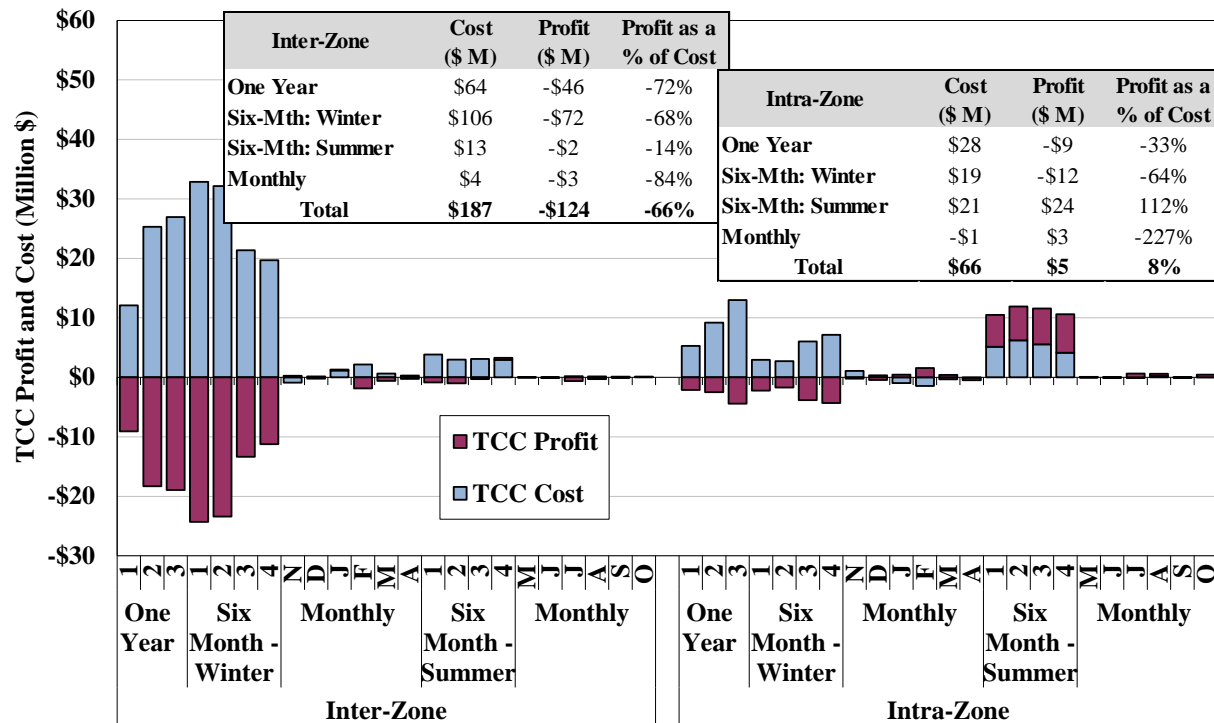 TCC Profit and Cost (Million $)
$60
$50
$40
$30
$20
$10
$0
-$10
-$20
-$30
Inter-Zone Cost ($ M) Profit ($ M) Profit as a % of Cost
One Year $64 -$46 -72%
Six-Mth: Winter $106 -$72 -68%
Six-Mth: Summer $13 -$2 -14%
Monthly $4 -$3 -84%
Total $187 -$124 -66%
Intra-Zone Cost ($ M) Profit ($ M) Profit as a % of Cost
One Year $28 -$9 -33%
Six-Mth: Winter $19 -$12 -64%
Six-Mth: Summer $21 $24 112%
Monthly -$1 $3 -227%
Total $66 $5 8%
TCC Profit
TCC Cost
1 2 3 1 2 3 4 N D J F M A 1 2 3 4 M J J A S O 1 2 3 1 2 3 4 N D J F M A 1 2 3 4 M J J A S O
One Year Six Month - Winter Monthly Six Month - Summer Monthly One Year Six Month - Winter Monthly Six Month - Summer Monthly
Inter-Zone Intra-Zone